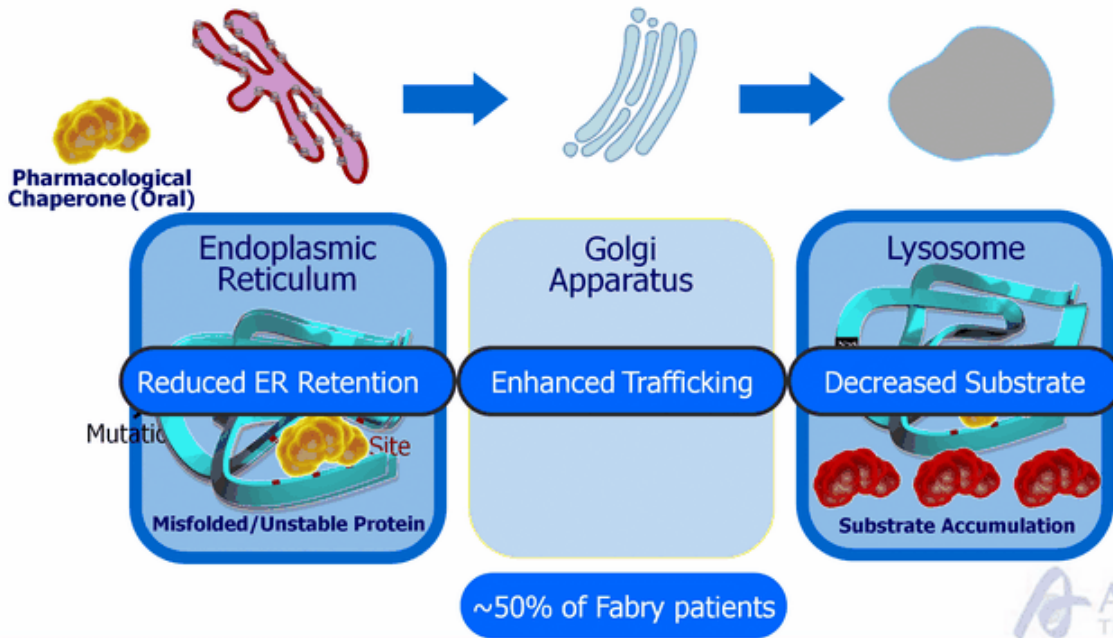 Pharmacological
Chaperone (Oral)
Endoplasmic
Reticulum
Golgi
Apparatus
Lysosome
Reduced ER Retention
Enhanced Trafficking
Decreased Substrate
Site
Misfolded/Unstable Protein
Substrate Accumulation
~50% of Fabry patients